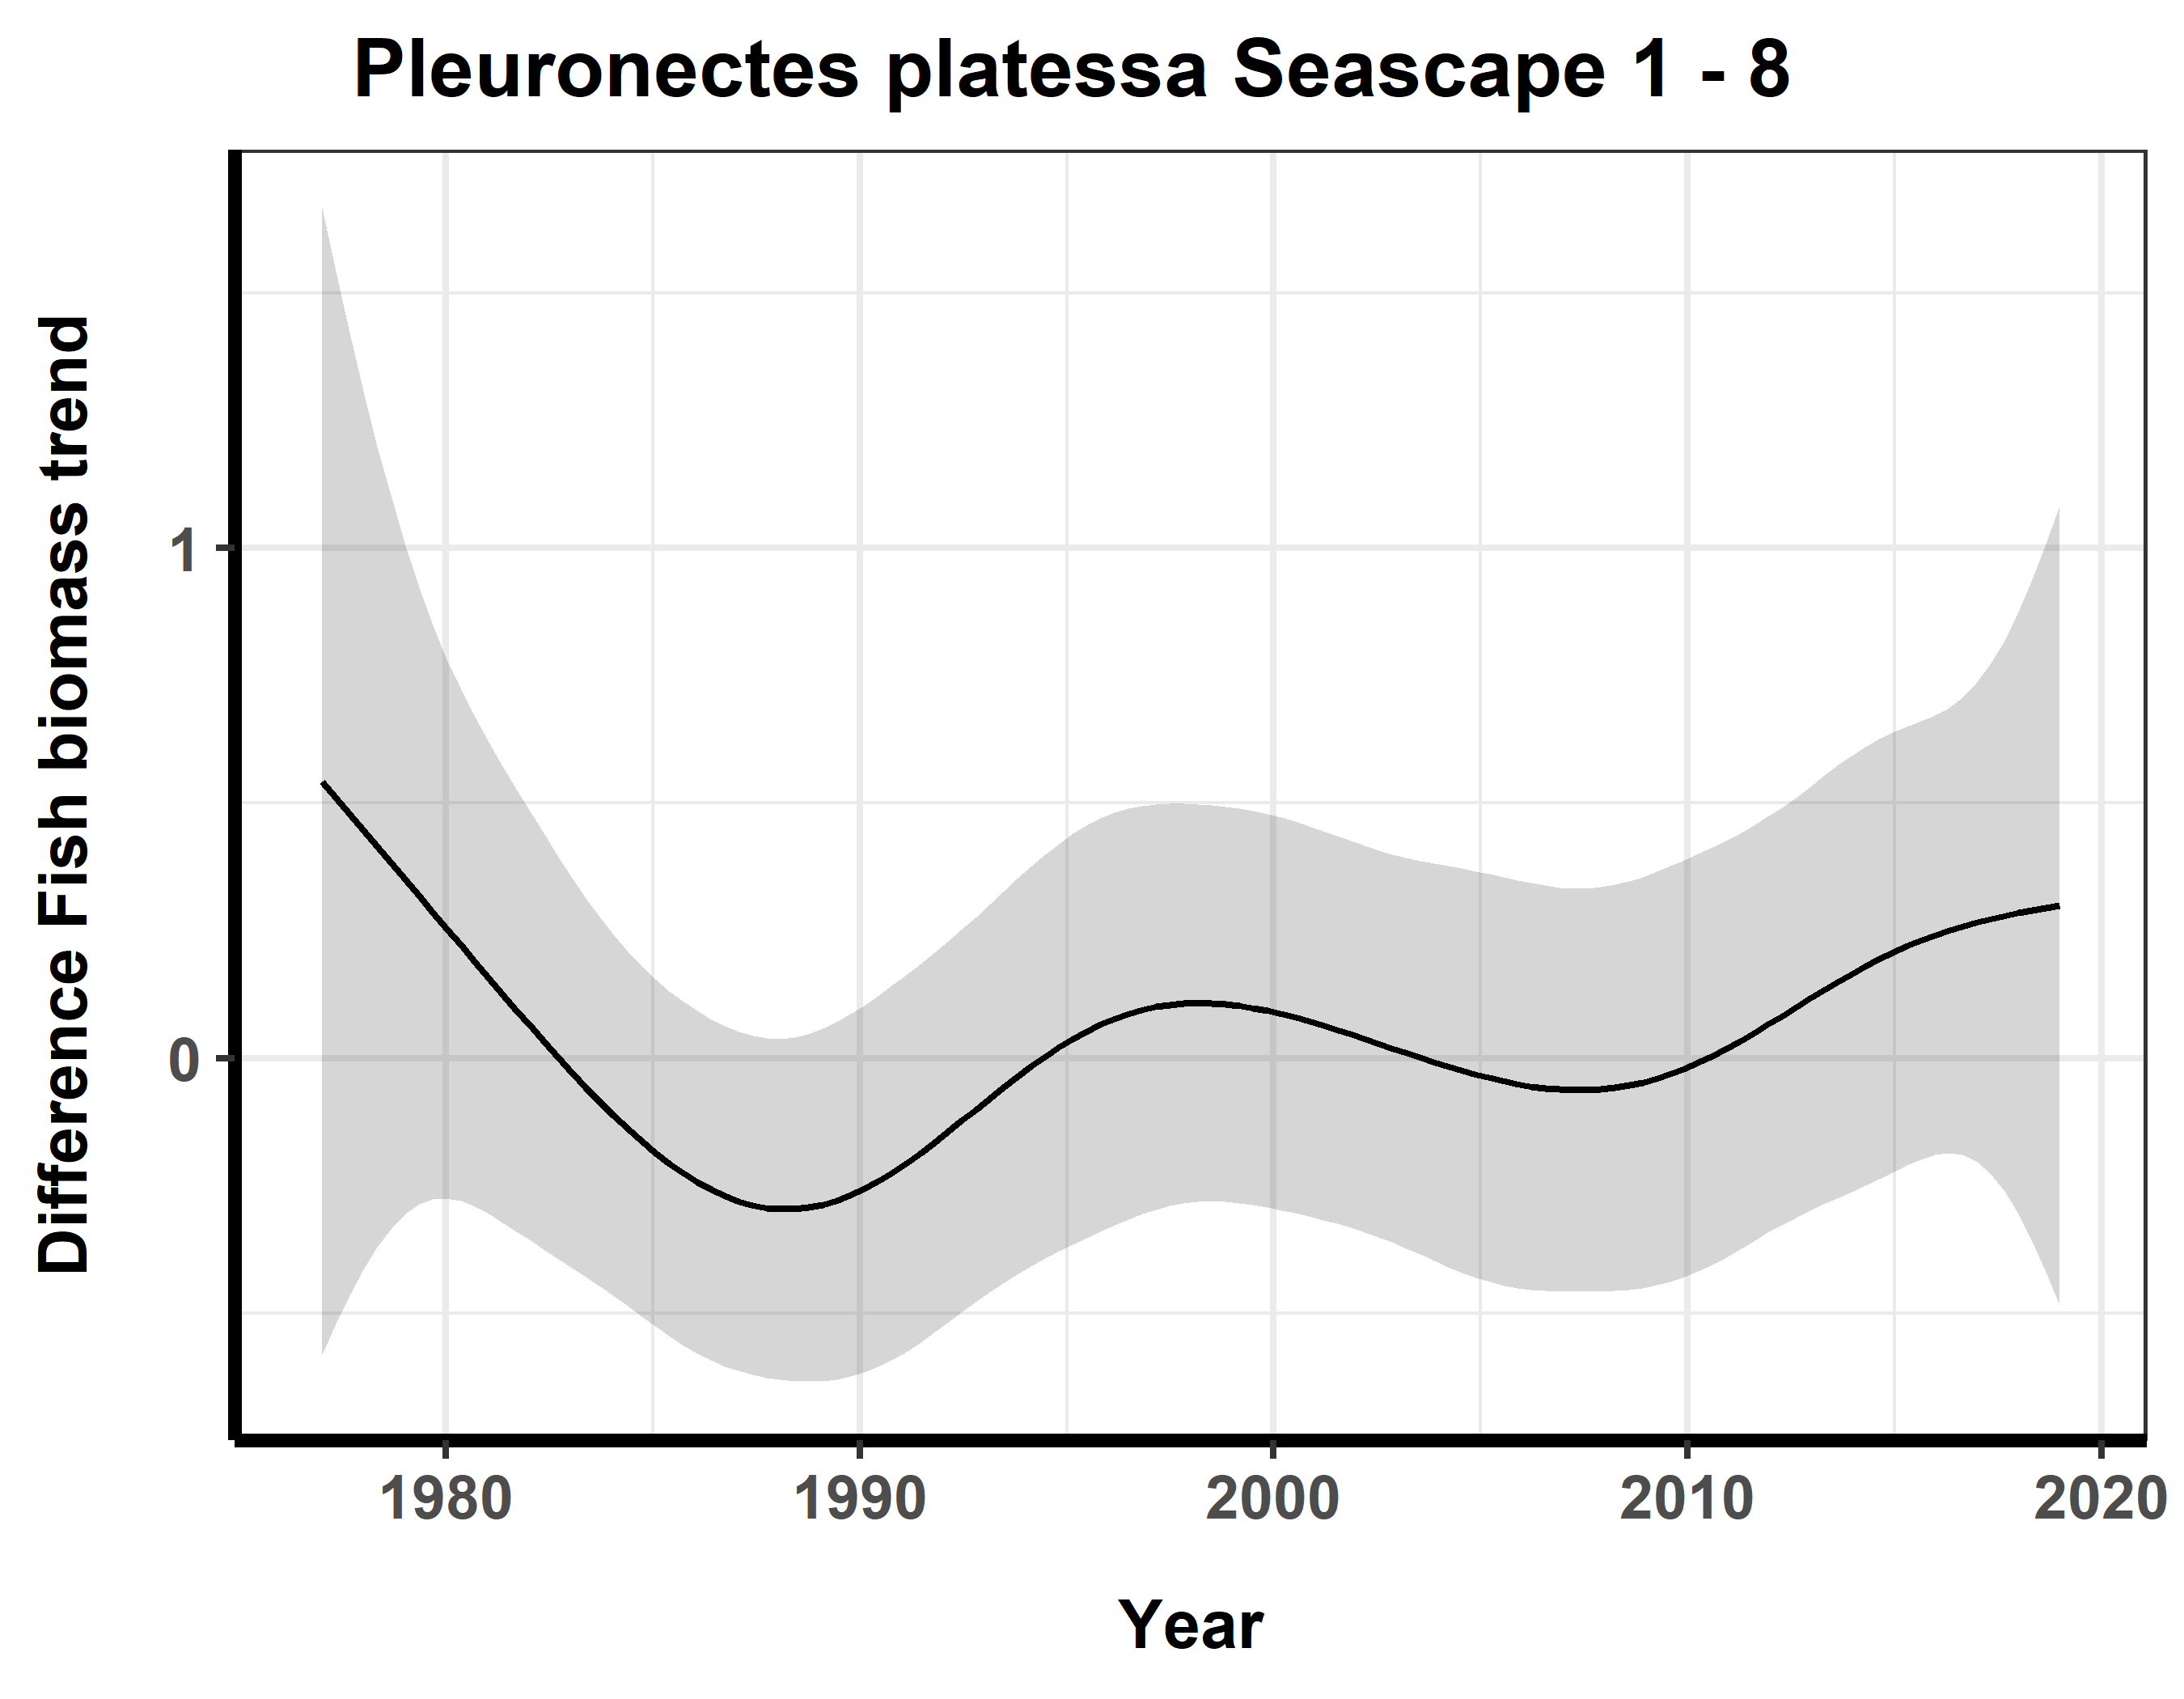 Pleuronectes platessa Seascape 1 - 8
Difference Fish biomass trend
1
0
1980 1990 2000 2010 2020
Year